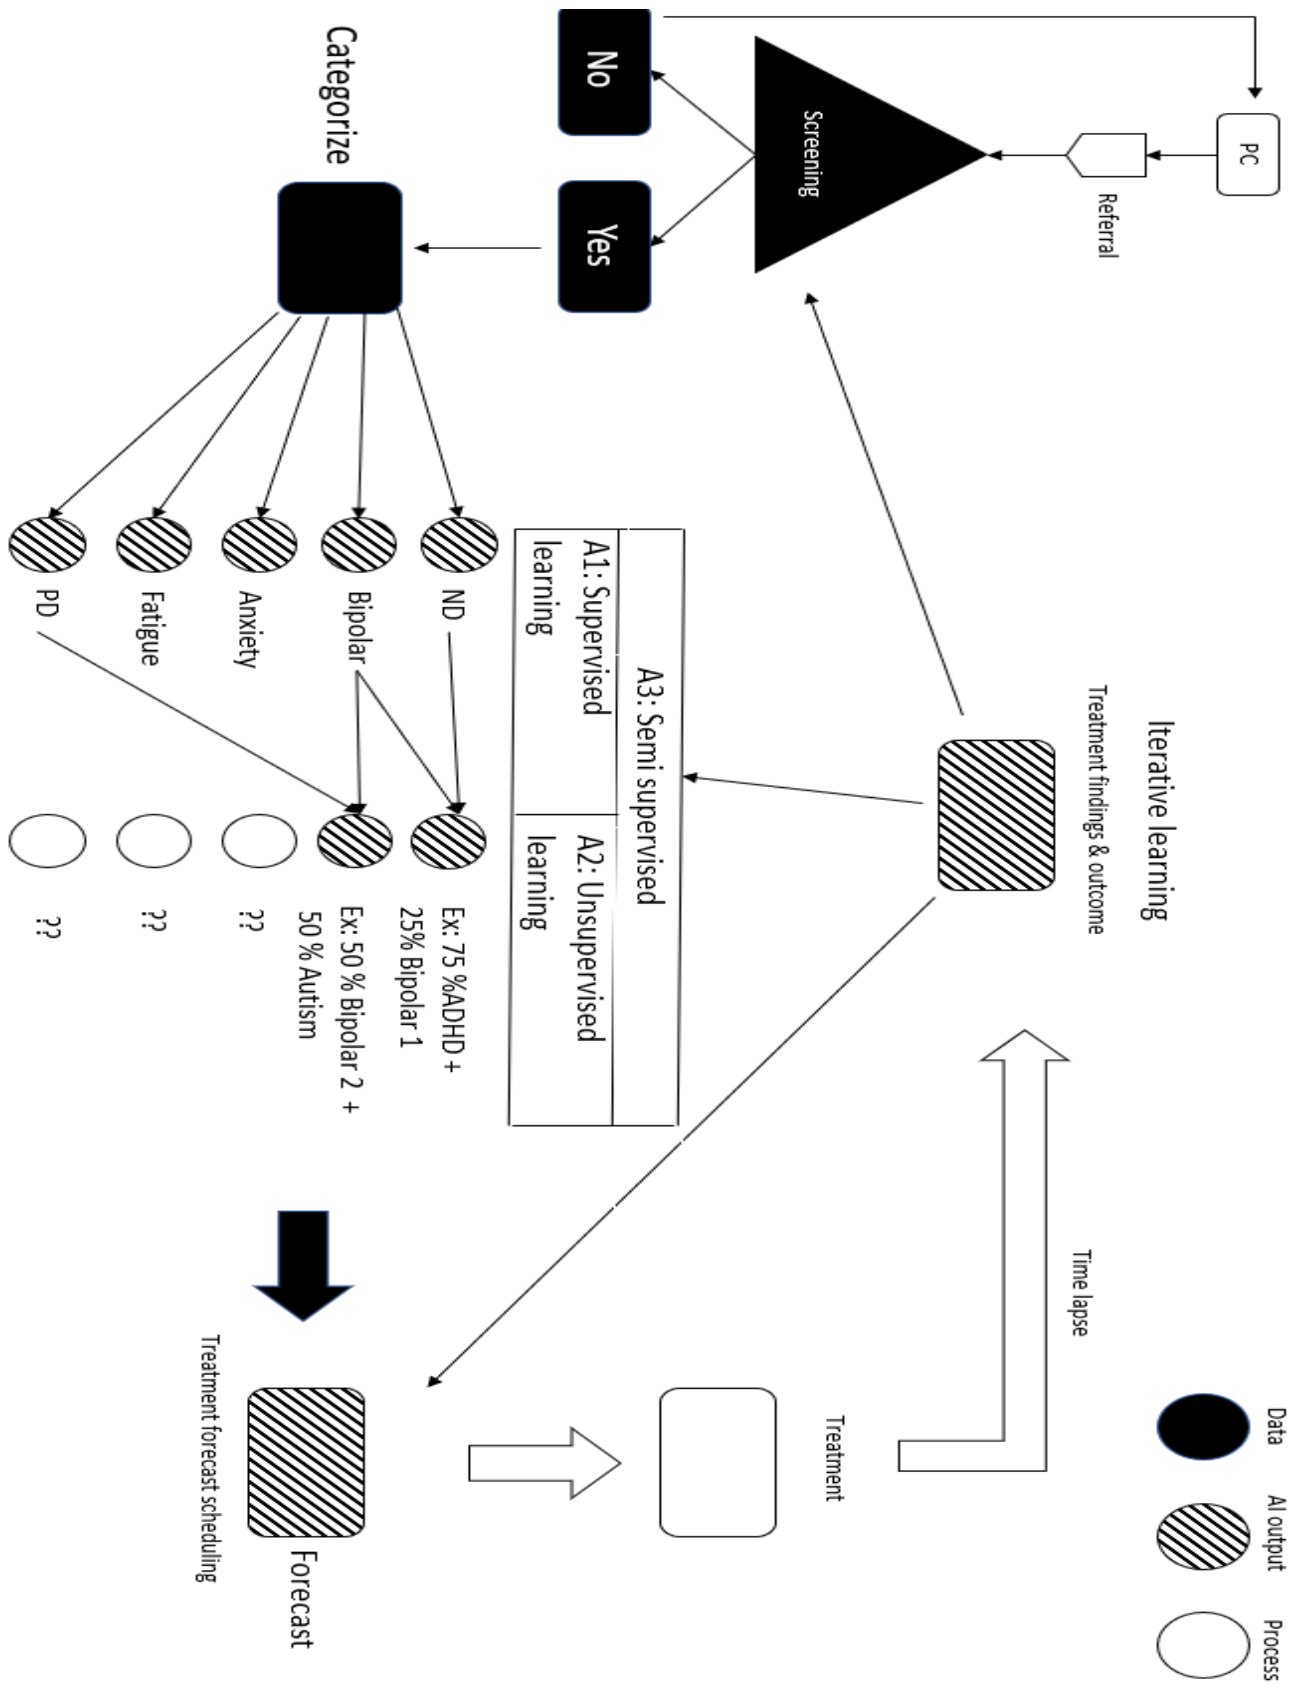 PC
Referral
Screening
No
Yes
Categorize
Iterative learning
Treatment findings & outcome
A3: Semi supervised
A1: Supervised
learning
A2: Unsupervised
learning
ND
Bipolar
Anxiety
Fatigue
PD
Ex: 75 %ADHD +
25% Bipolar 1
Ex: 50 % Bipolar 2 +
50 % Autism
??
??
??
Time lapse
Treatment
Forecast
Treatment forecast scheduling
Data
AI output
Process